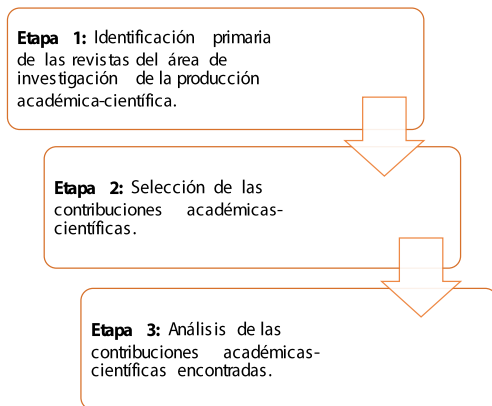 Etapa 1: Identificación primaria
de las revistas del área de
investigación de la producción
académica-científica.
Etapa 2: Selección de las
contribuciones académicas-
científicas.
Etapa 3: Análisis de las
contribuciones académicas-
científicas encontradas.